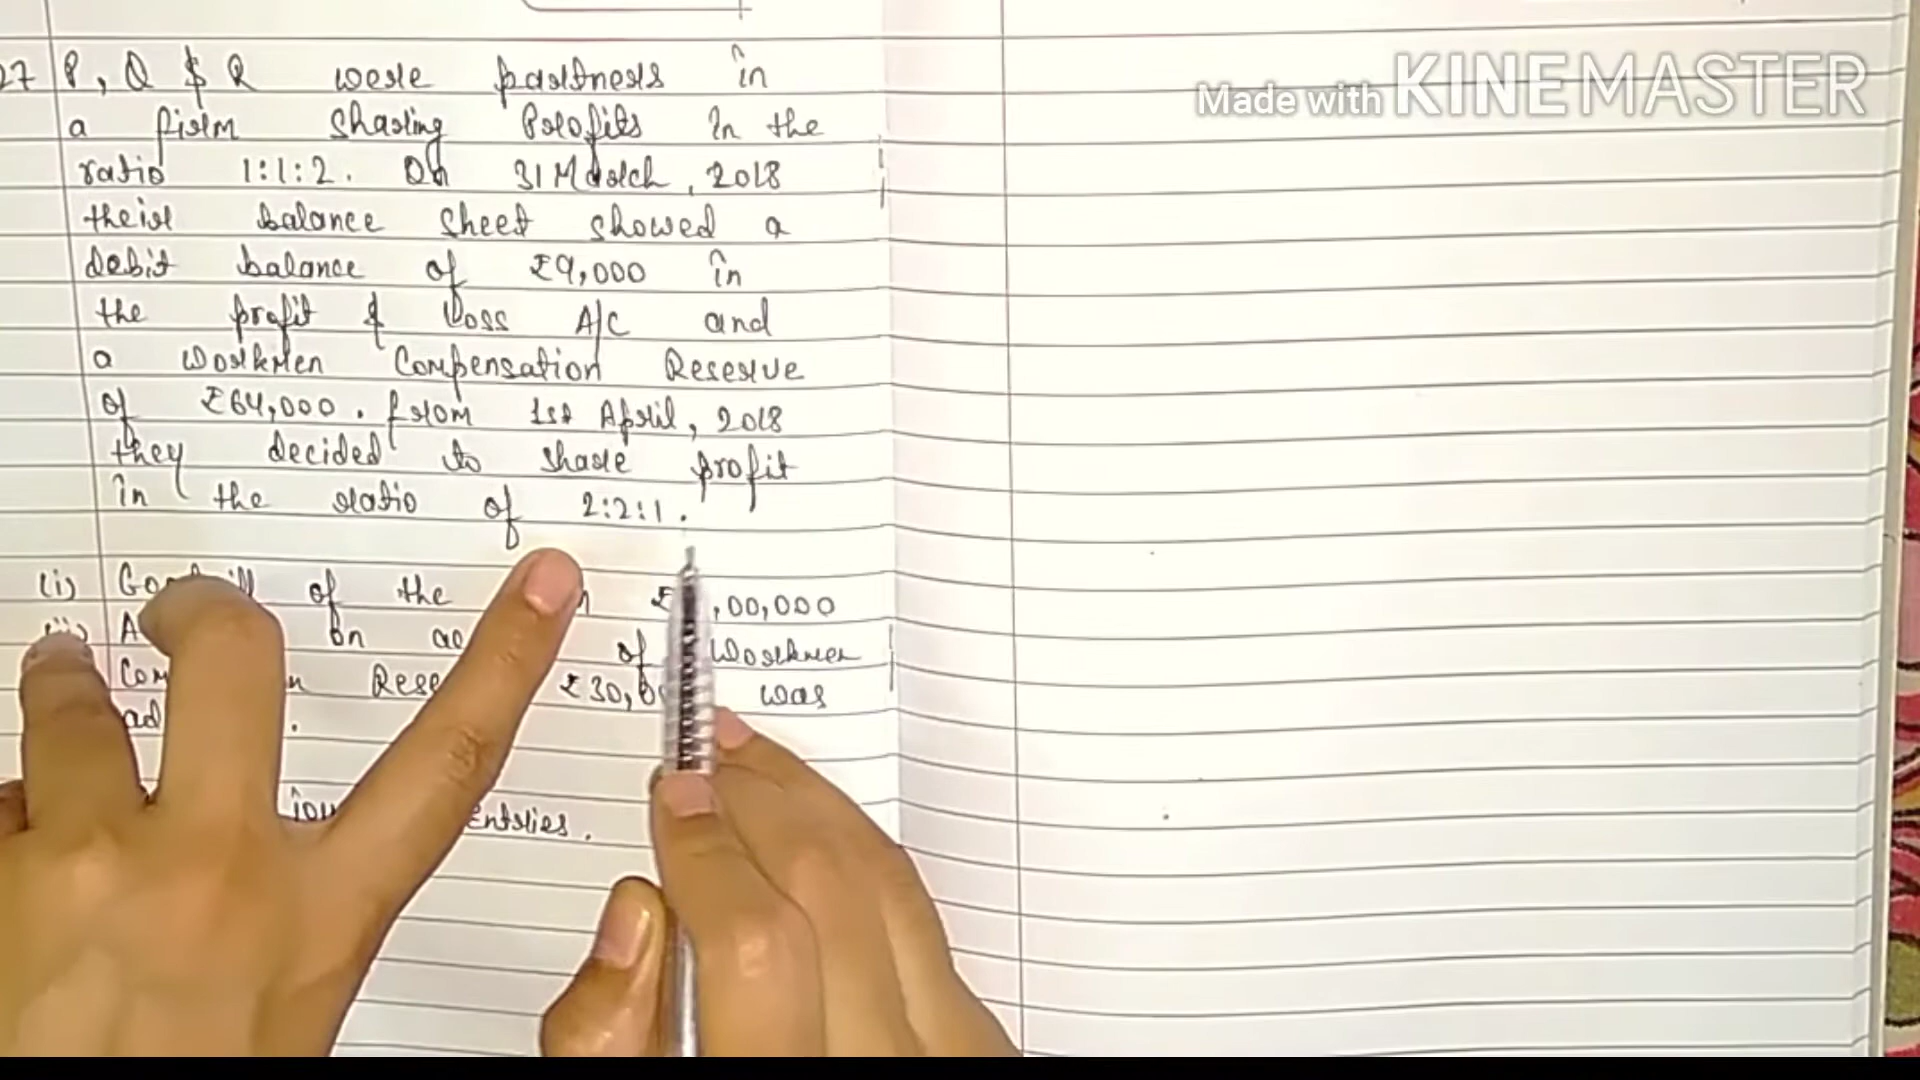 27 P, Q & R were partners in
a firm sharing Profits In the
ratio 1:1:2. On 31 March, 2018
their balance sheet showed a
debit balance of ₹9,000 in
the profit & loss A/C and
a Workmen Compensation Reserve
of ₹64,000. from 1st April, 2018
they decided to share profit
in the ratio of 2:2:1.
(i) of the ,00,000
on of Workmen
₹30, was
entries.
Made with KINEMASTER